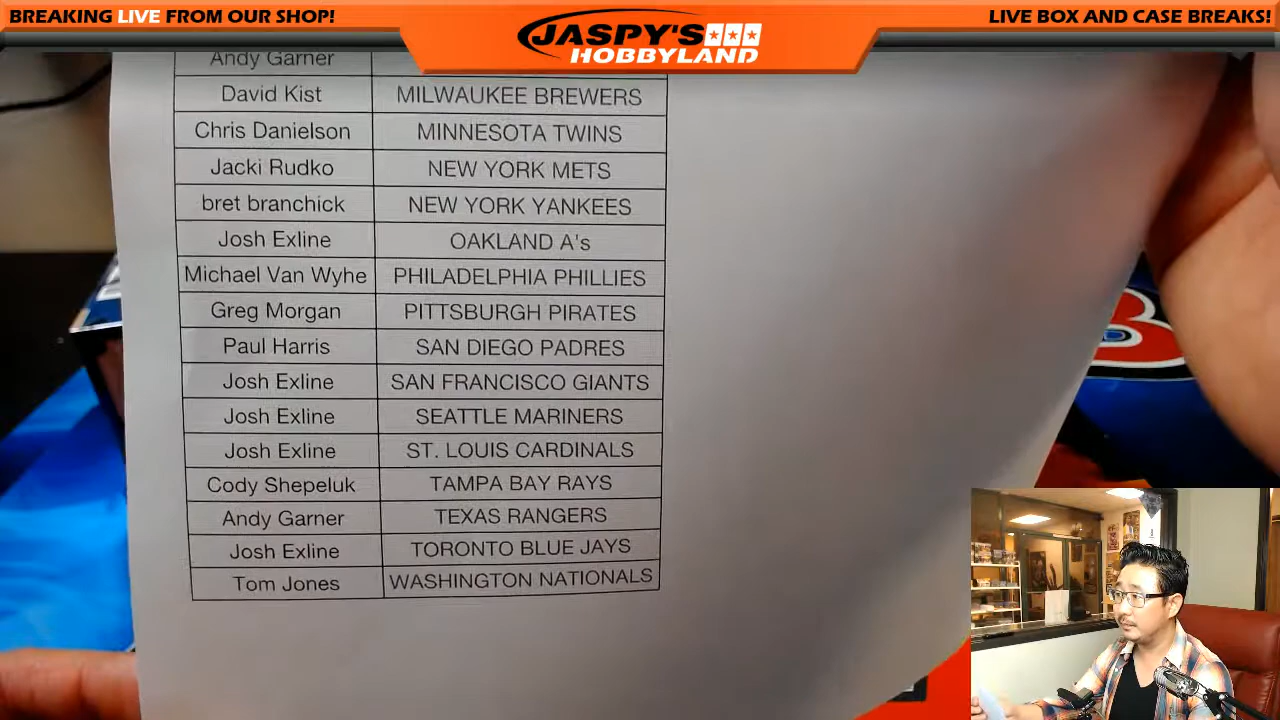 BREAKING LIVE FROM OUR SHOP!
JASPY'S
HOBBYLAND
LIVE BOX AND CASE BREAKS!
Andy Garner
David Kist MILWAUKEE BREWERS
Chris Danielson MINNESOTA TWINS
Jacki Rudko NEW YORK METS
bret branchick NEW YORK YANKEES
Josh Exline OAKLAND A's
Michael Van Wyhe PHILADELPHIA PHILLIES
Greg Morgan PITTSBURGH PIRATES
Paul Harris SAN DIEGO PADRES
Josh Exline SAN FRANCISCO GIANTS
Josh Exline SEATTLE MARINERS
Josh Exline ST. LOUIS CARDINALS
Cody Shepeluk TAMPA BAY RAYS
Andy Garner TEXAS RANGERS
Josh Exline TORONTO BLUE JAYS
Tom Jones WASHINGTON NATIONALS